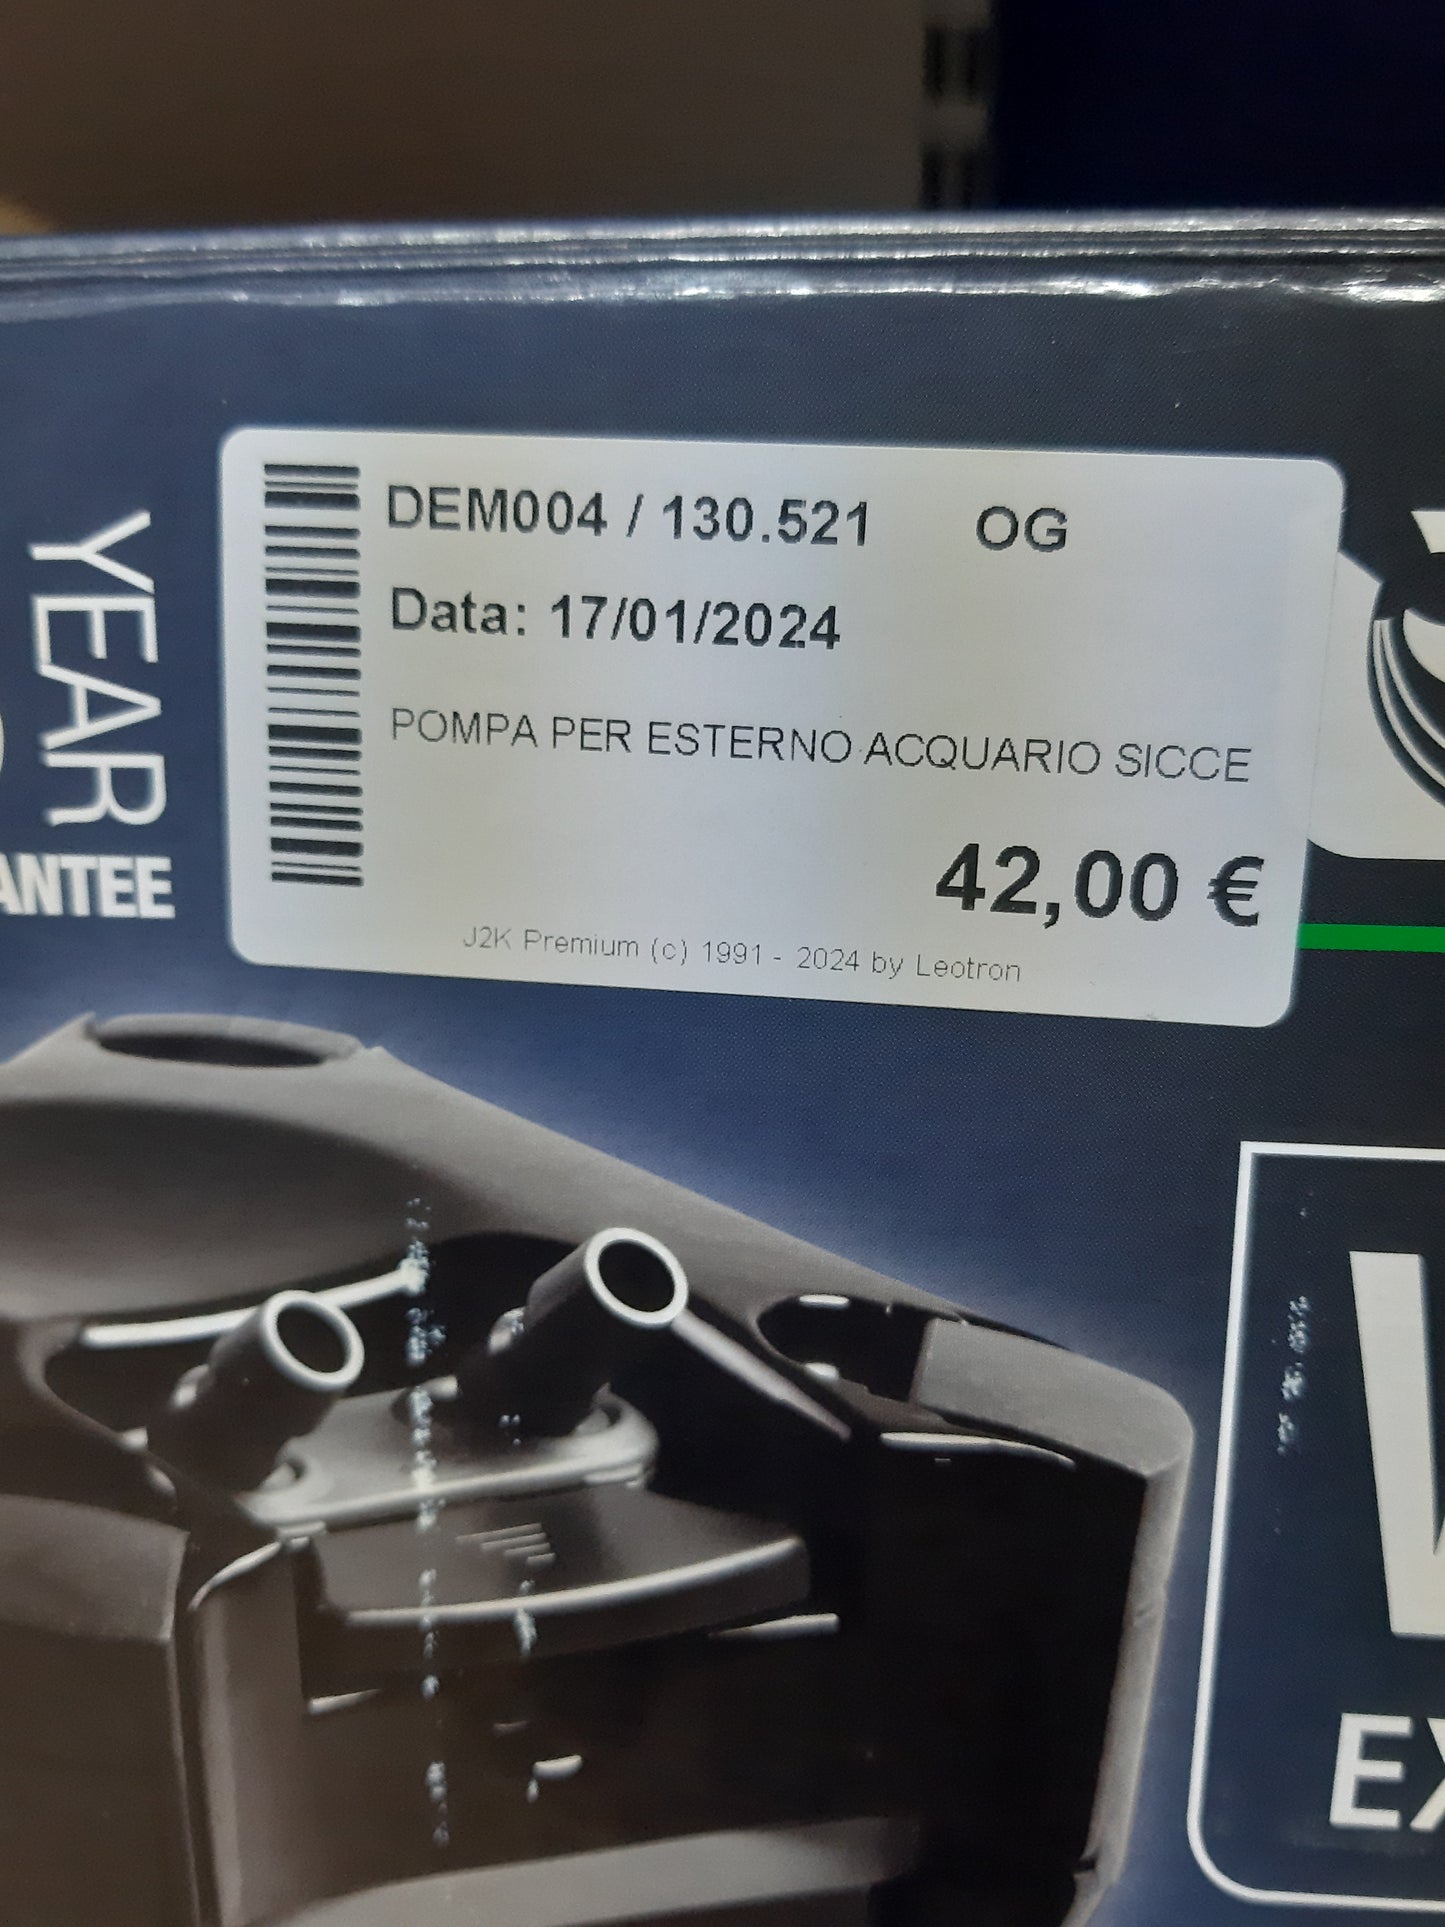 DEM004 / 130.521 OG
Data: 17/01/2024
POMPA PER ESTERNO ACQUARIO SICCE
42,00 €
J2K Premium (c) 1991 - 2024 by Leotron
YEAR
ANTEE
EX